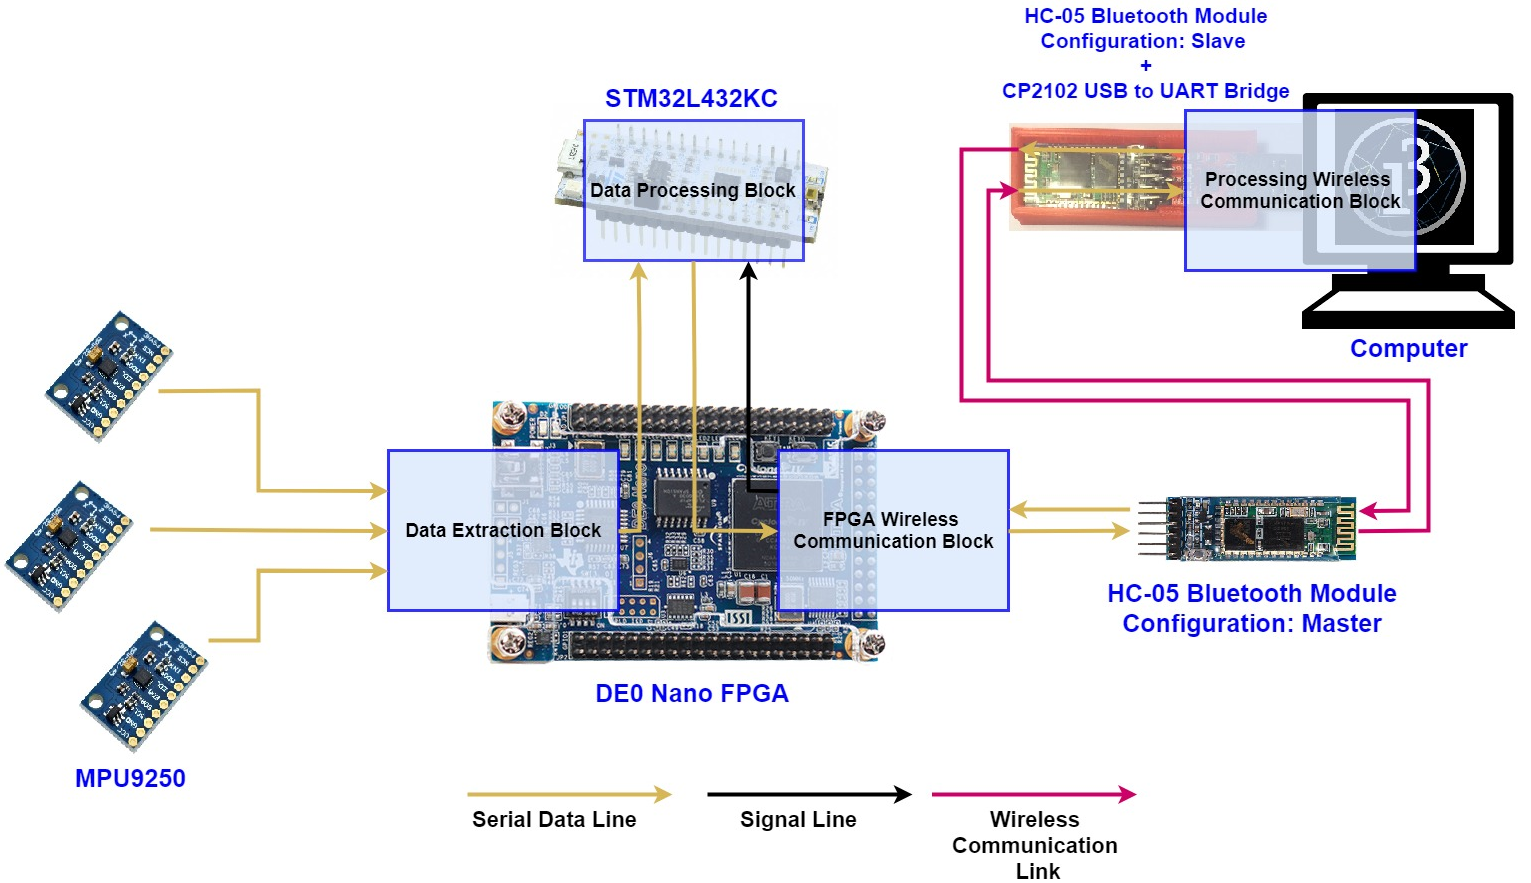 HC-05 Bluetooth Module
Configuration: Slave
+
CP2102 USB to UART Bridge
STM32L432KC
Data Processing Block
Processing Wireless
Communication Block
Computer
Data Extraction Block
FPGA Wireless
Communication Block
HC-05 Bluetooth Module
Configuration: Master
DE0 Nano FPGA
MPU9250
Serial Data Line
Signal Line
Wireless
Communication
Link
ISSI